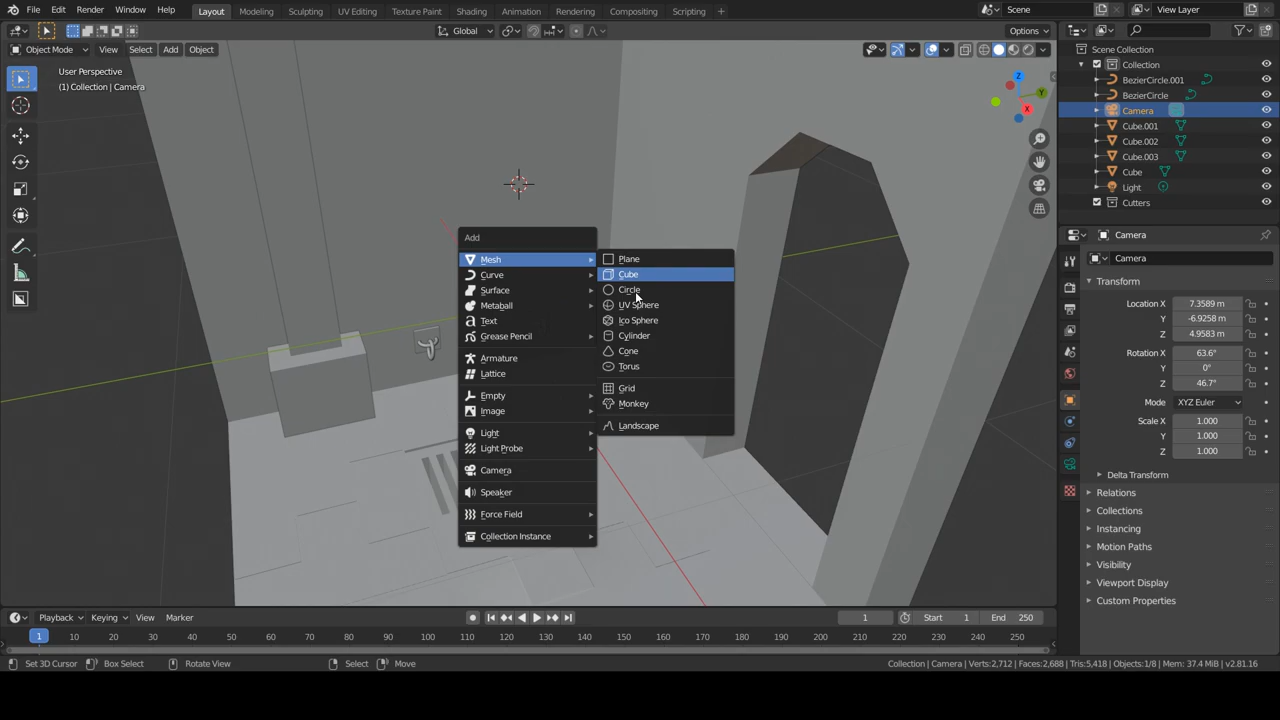 File Edit Render Window Help Layout Modeling Sculpting UV Editing Texture Paint Shading Animation Rendering Compositing Scripting Scene View Layer
Global Options
Object Mode View Select Add Object
User Perspective
(1) Collection | Camera
Z
Y
X
Add
Mesh
Curve
Surface
Metaball
Text
Grease Pencil
Armature
Lattice
Empty
Image
Light
Light Probe
Camera
Speaker
Force Field
Collection Instance
Plane
Cube
Circle
UV Sphere
Ico Sphere
Cylinder
Cone
Torus
Grid
Monkey
Landscape
Scene Collection
Collection
BezierCircle.001
BezierCircle
Camera
Cube.001
Cube.002
Cube.003
Cube
Light
Cutters
Camera
Camera
Transform
Location X 7.3589 m
Y -6.9258 m
Z 4.9583 m
Rotation X 63.6°
Y 0°
Z 46.7°
Mode XYZ Euler
Scale X 1.000
Y 1.000
Z 1.000
Delta Transform
Relations
Collections
Instancing
Motion Paths
Visibility
Viewport Display
Custom Properties
Playback Keying View Marker 1 Start 1 End 250
1 10 20 30 40 50 60 70 80 90 100 110 120 130 140 150 160 170 180 190 200 210 220 230 240 250
Set 3D Cursor Box Select Rotate View Select Move Collection | Camera | Verts:2,712 | Faces:2,688 | Tris:5,418 | Objects:1/8 | Mem: 37.4 MiB | v2.81.16